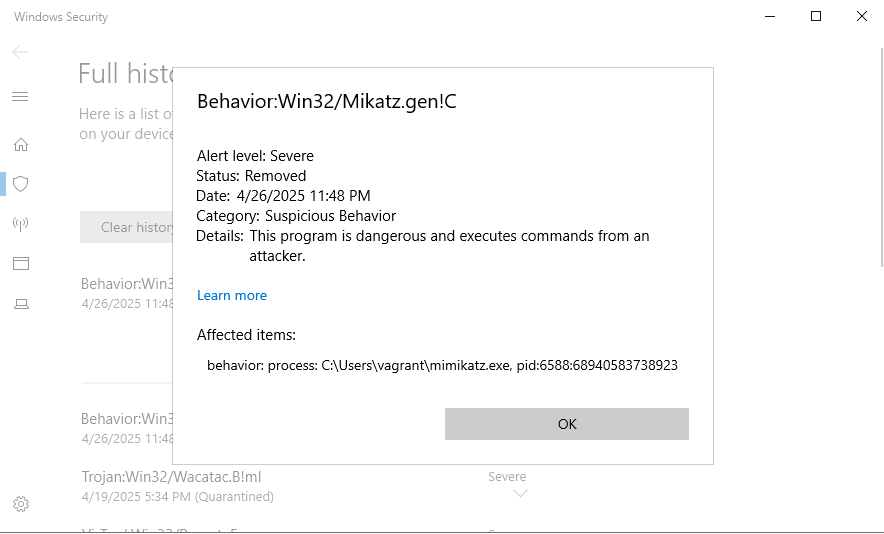 Windows Security
Full histo
Here is a list o
on your device
Clear history
Behavior:Win3
4/26/2025 11:48
Behavior:Win32/Mikatz.gen!C
Alert level: Severe
Status: Removed
Date: 4/26/2025 11:48 PM
Category: Suspicious Behavior
Details: This program is dangerous and executes commands from an
attacker.
Learn more
Affected items:
behavior: process: C:\Users\vagrant\mimikatz.exe, pid:6588:68940583738923
OK
Behavior:Win3
4/26/2025 11:48
Trojan:Win32/Wacatac.B!ml
Severe
4/19/2025 5:34 PM (Quarantined)